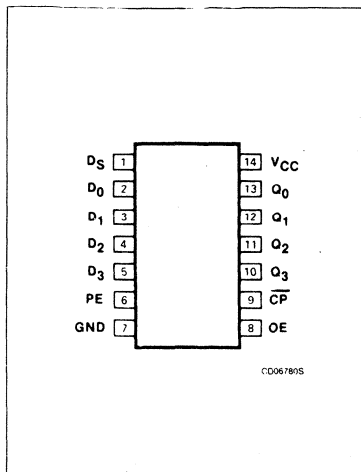 DS 1 14 VCC
D0 2 13 Q0
D1 3 12 Q1
D2 4 11 Q2
D3 5 10 Q3
PE 6 9 C̅P̅
GND 7 8 OE
CD06780S